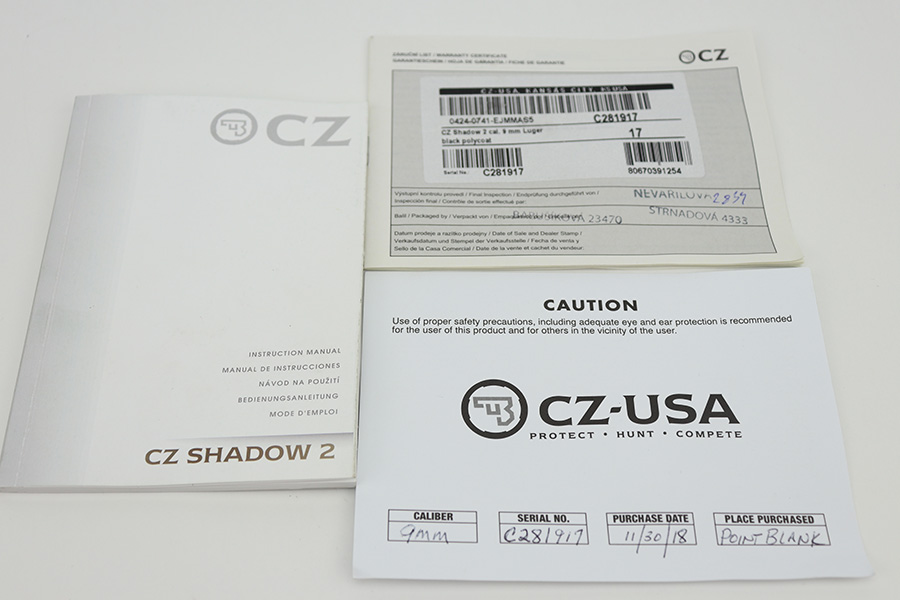 CZ
INSTRUCTION MANUAL
MANUAL DE INSTRUCCIONES
NÁVOD NA POUŽITÍ
BEDIENUNGSANLEITUNG
MODE D'EMPLOI
CZ SHADOW 2
ZÁRUČNÍ LIST / WARRANTY CERTIFICATE
GARANTIESCHEIN / HOJA DE GARANTÍA / FICHE DE GARANTIE
CZ
CZ-USA, KANSAS CITY, KS USA
0424-0741-EJMMAS5 C281917
CZ Shadow 2 cal. 9 mm Luger 17
black polycoat
Serial No.: C281917 80670391254
Výstupní kontrolu provedl / Final Inspection / Endprüfung durchgeführt von /
Inspección final / Contrôle de sortie effectué par:
NEVAŘILOVÁ 2859
Balil / Packaged by / Verpackt von /
23470
STRNADOVÁ 4333
Datum prodeje a razítko prodejny / Date of Sale and Dealer Stamp /
Verkaufsdatum und Stempel der Verkaufsstelle / Fecha de venta y
Sello de la Casa Comercial / Date de la vente et cachet du vendeur:
CAUTION
Use of proper safety precautions, including adequate eye and ear protection is recommended
for the user of this product and for others in the vicinity of the user.
CZ-USA
PROTECT • HUNT • COMPETE
CALIBER SERIAL NO. PURCHASE DATE PLACE PURCHASED
9mm C281917 11/30/18 POINT BLANK